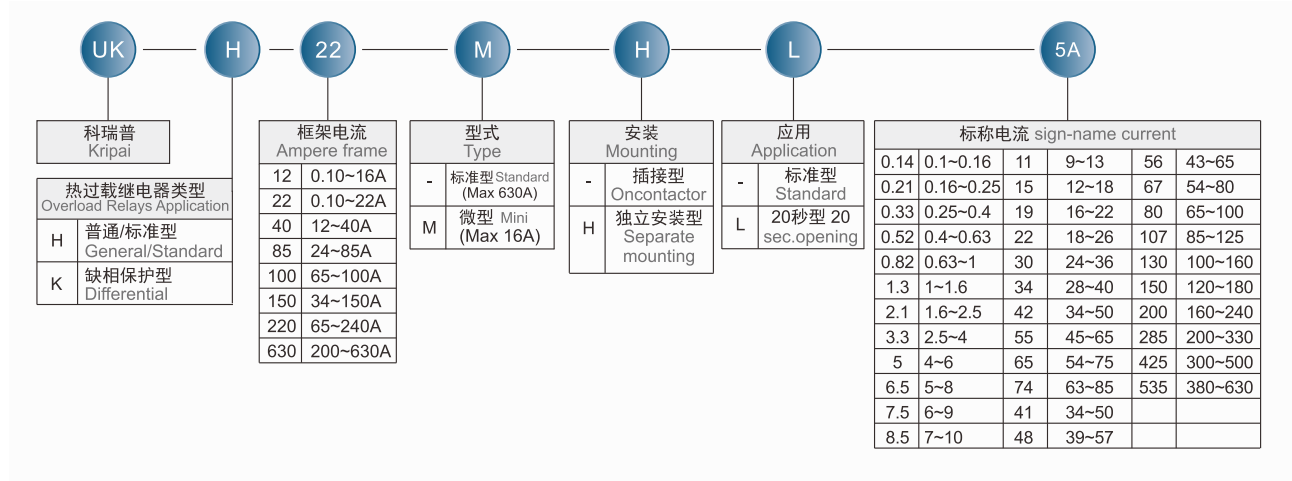 UK H 22 M H L 5A
科瑞普
Kripai
热过载继电器类型
Overload Relays Application
H 普通/标准型
General/Standard
K 缺相保护型
Differential
框架电流
Ampere frame
12 0.10~16A
22 0.10~22A
40 12~40A
85 24~85A
100 65~100A
150 34~150A
220 65~240A
630 200~630A
型式
Type
- 标准型 Standard
(Max 630A)
M 微型 Mini
(Max 16A)
安装
Mounting
- 插接型
Oncontactor
H 独立安装型
Separate
mounting
应用
Application
- 标准型
Standard
L 20秒型 20
sec.opening
标称电流 sign-name current
0.14 0.1~0.16 11 9~13 56 43~65
0.21 0.16~0.25 15 12~18 67 54~80
0.33 0.25~0.4 19 16~22 80 65~100
0.52 0.4~0.63 22 18~26 107 85~125
0.82 0.63~1 30 24~36 130 100~160
1.3 1~1.6 34 28~40 150 120~180
2.1 1.6~2.5 42 34~50 200 160~240
3.3 2.5~4 55 45~65 285 200~330
5 4~6 65 54~75 425 300~500
6.5 5~8 74 63~85 535 380~630
7.5 6~9 41 34~50
8.5 7~10 48 39~57